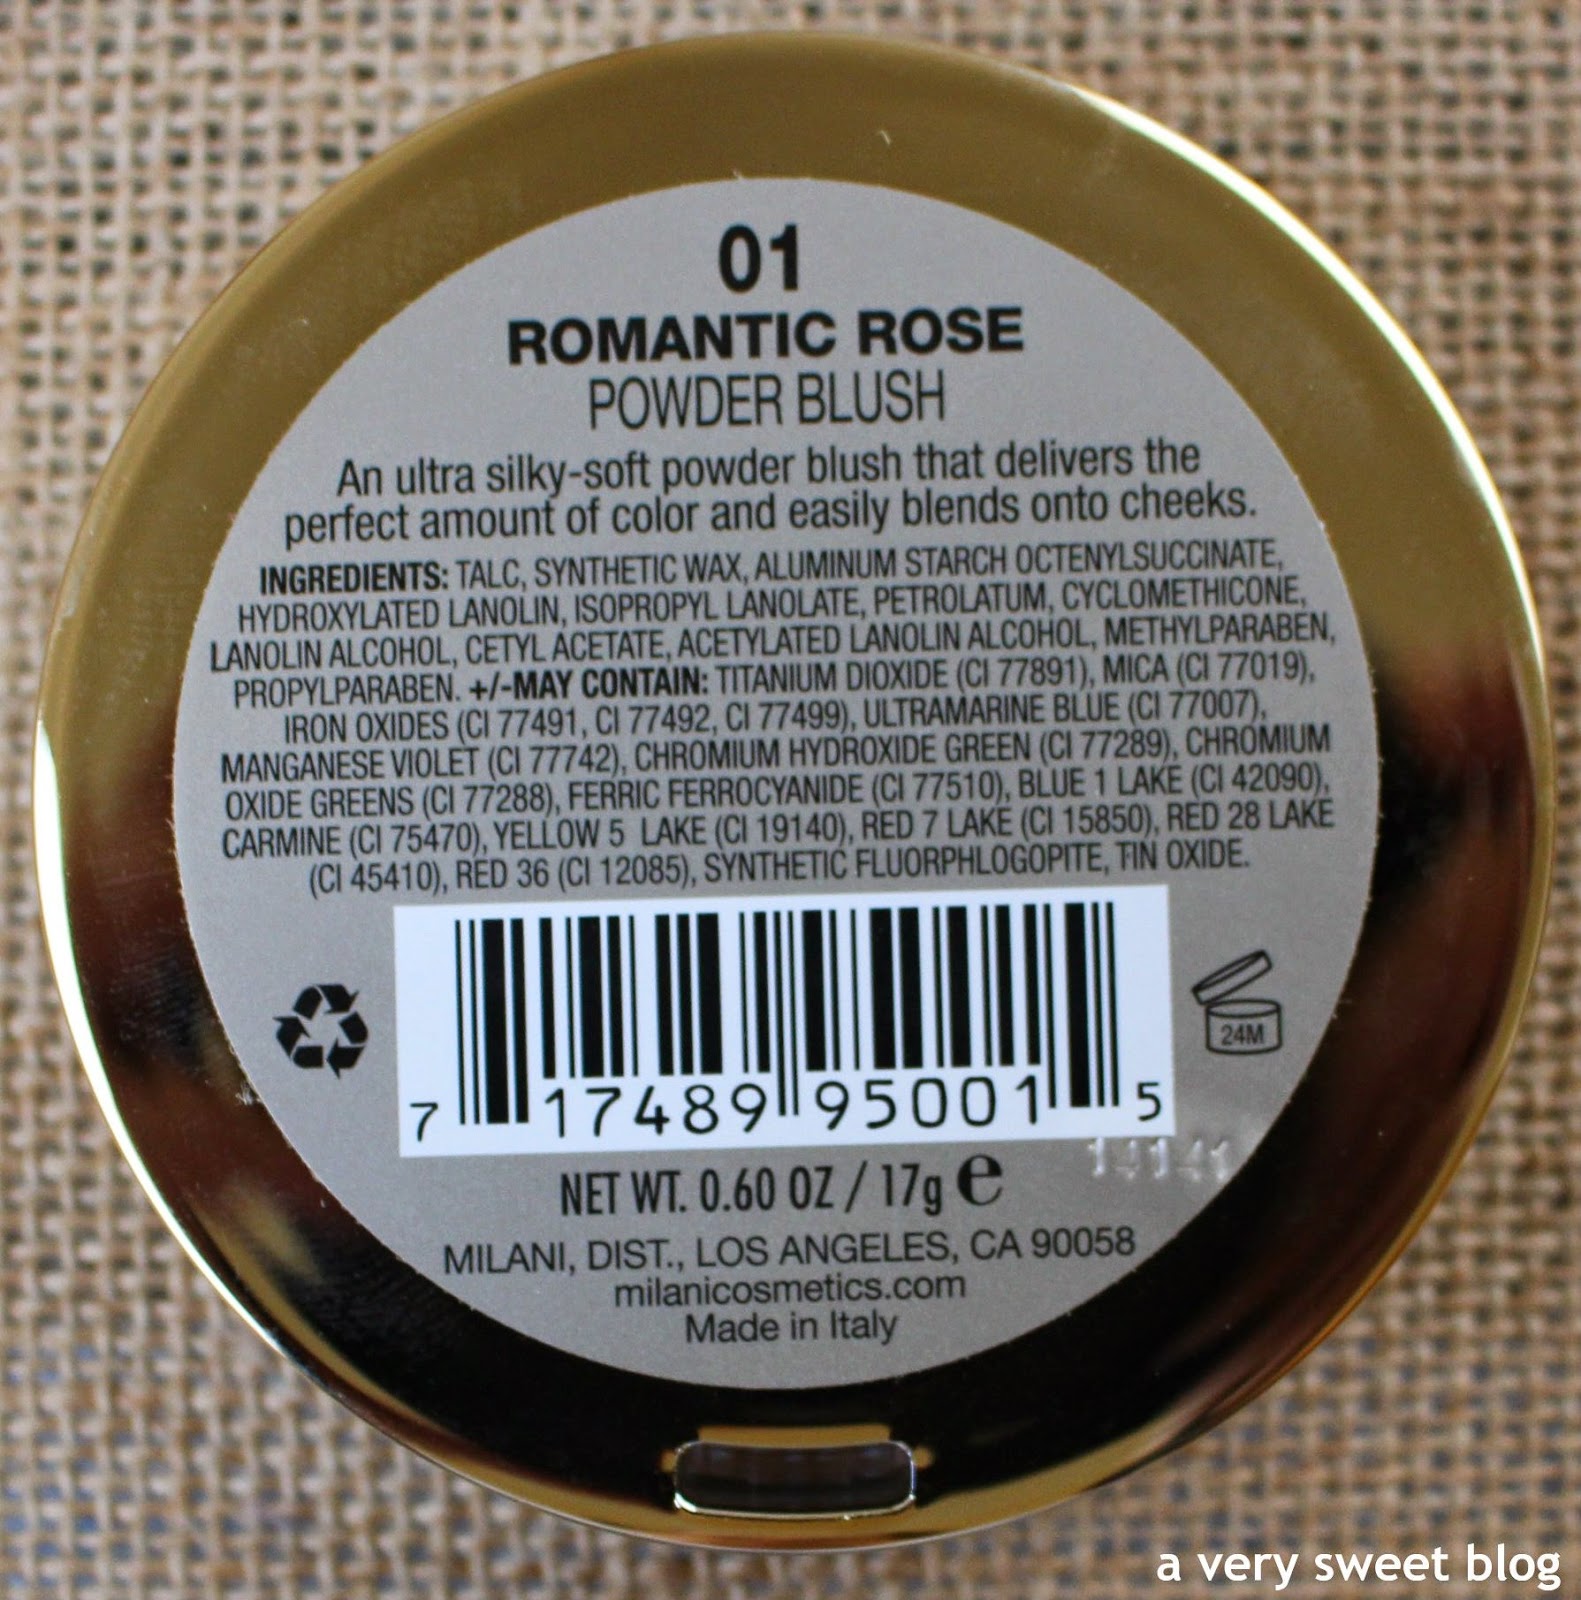 01
ROMANTIC ROSE
POWDER BLUSH
An ultra silky-soft powder blush that delivers the
perfect amount of color and easily blends onto cheeks.
INGREDIENTS: TALC, SYNTHETIC WAX, ALUMINUM STARCH OCTENYLSUCCINATE,
HYDROXYLATED LANOLIN, ISOPROPYL LANOLATE, PETROLATUM, CYCLOMETHICONE,
LANOLIN ALCOHOL, CETYL ACETATE, ACETYLATED LANOLIN ALCOHOL, METHYLPARABEN,
PROPYLPARABEN. +/-MAY CONTAIN: TITANIUM DIOXIDE (CI 77891), MICA (CI 77019),
IRON OXIDES (CI 77491, CI 77492, CI 77499), ULTRAMARINE BLUE (CI 77007),
MANGANESE VIOLET (CI 77742), CHROMIUM HYDROXIDE GREEN (CI 77289), CHROMIUM
OXIDE GREENS (CI 77288), FERRIC FERROCYANIDE (CI 77510), BLUE 1 LAKE (CI 42090),
CARMINE (CI 75470), YELLOW 5 LAKE (CI 19140), RED 7 LAKE (CI 15850), RED 28 LAKE
(CI 45410), RED 36 (CI 12085), SYNTHETIC FLUORPHLOGOPITE, TIN OXIDE.
24M
7 17489 95001 5
14141
NET WT. 0.60 OZ / 17g e
MILANI, DIST., LOS ANGELES, CA 90058
milanicosmetics.com
Made in Italy
a very sweet blog